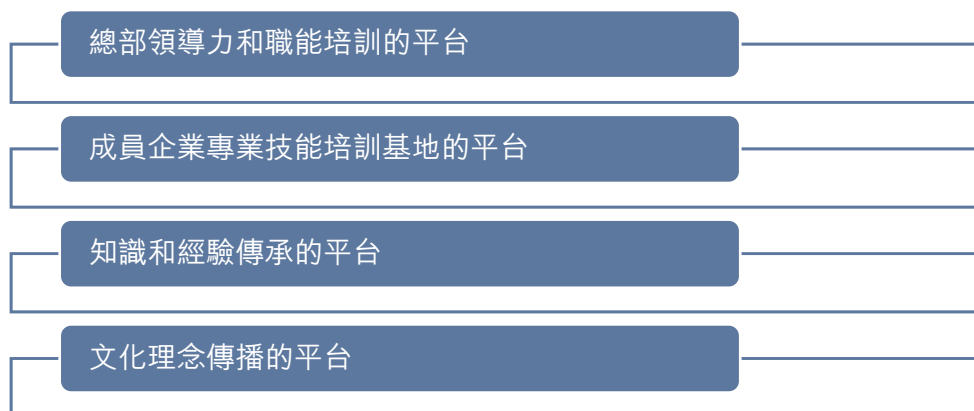 總部領導力和職能培訓的平台
成員企業專業技能培訓基地的平台
知識和經驗傳承的平台
文化理念傳播的平台